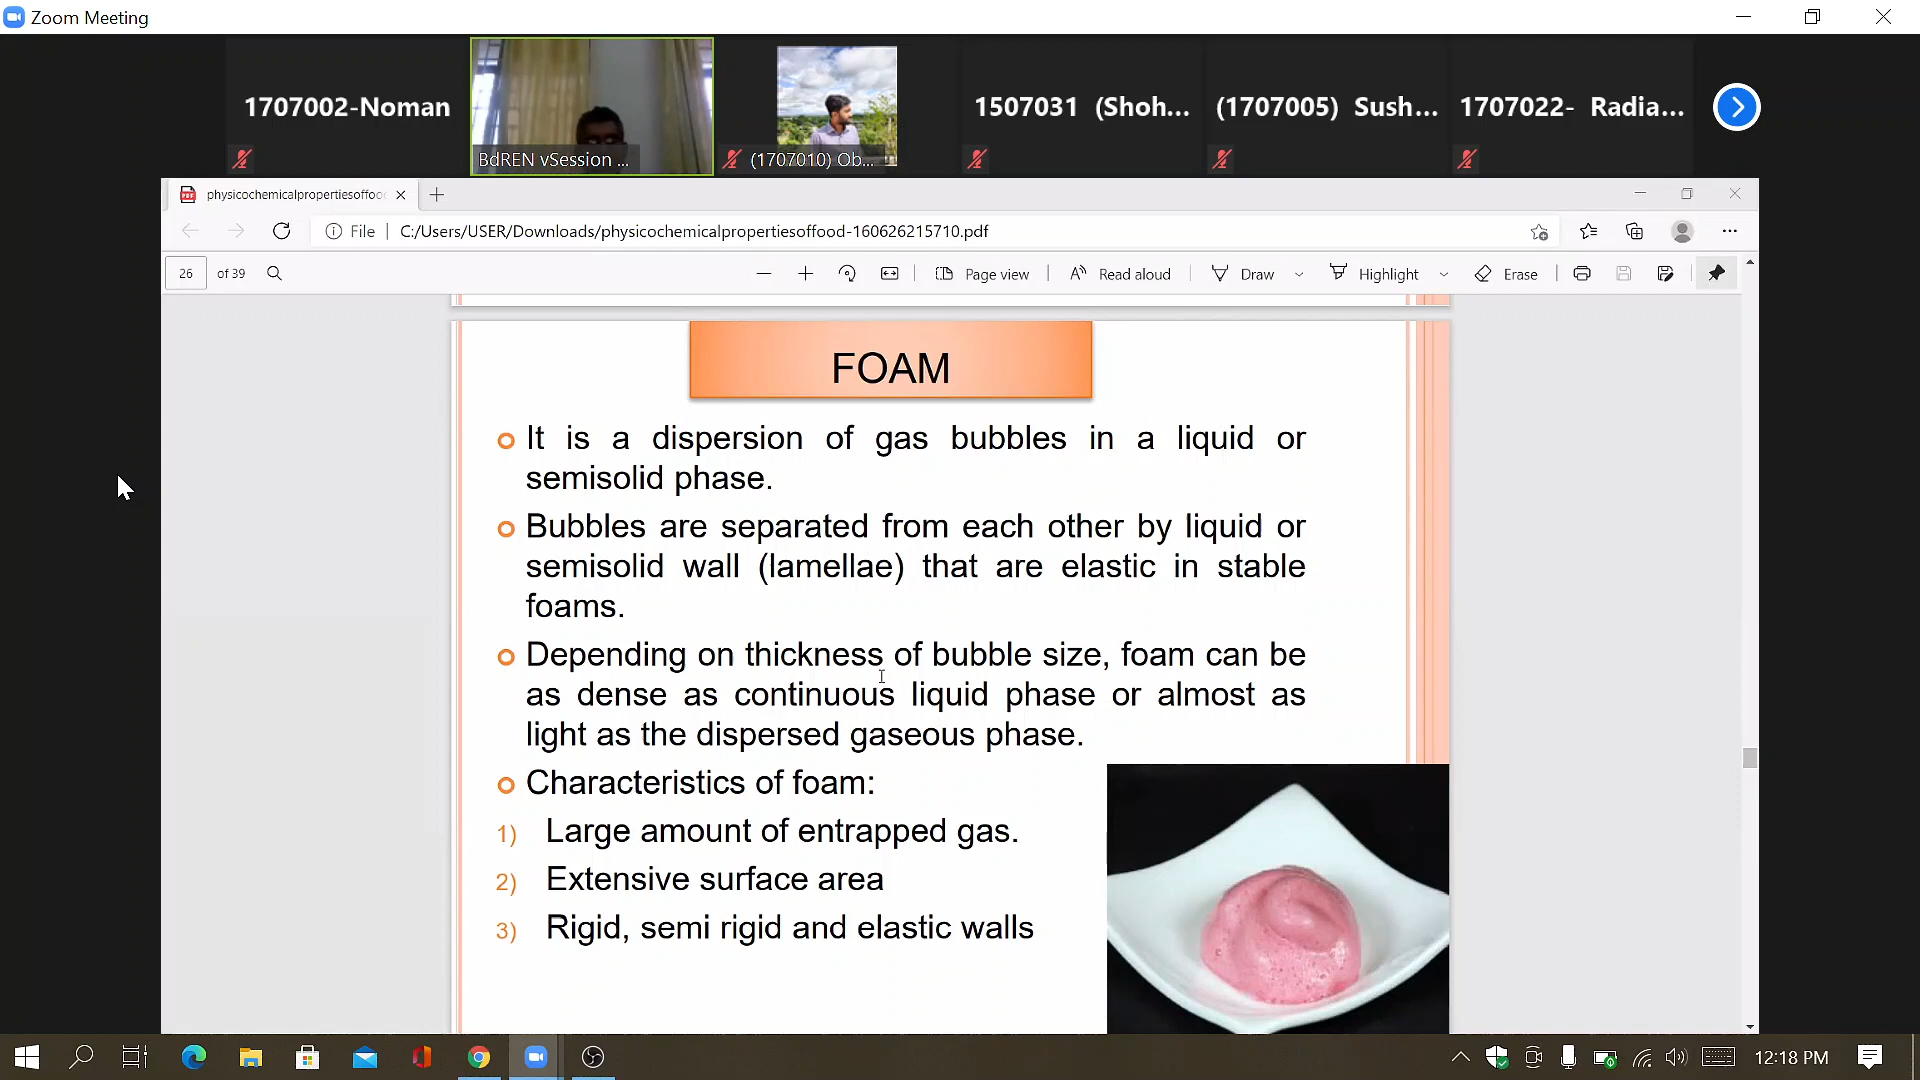 Zoom Meeting
1707002-Noman
BdREN vSession ...
(1707010) Ob...
1507031 (Shoh...
(1707005) Sush...
1707022- Radia...
physicochemicalpropertiesoffood
File
C:/Users/USER/Downloads/physicochemicalpropertiesoffood-160626215710.pdf
26 of 39
Page view
Read aloud
Draw
Highlight
Erase
FOAM
It is a dispersion of gas bubbles in a liquid or
semisolid phase.
Bubbles are separated from each other by liquid or
semisolid wall (lamellae) that are elastic in stable
foams.
Depending on thickness of bubble size, foam can be
as dense as continuous liquid phase or almost as
light as the dispersed gaseous phase.
Characteristics of foam:
1) Large amount of entrapped gas.
2) Extensive surface area
3) Rigid, semi rigid and elastic walls
12:18 PM